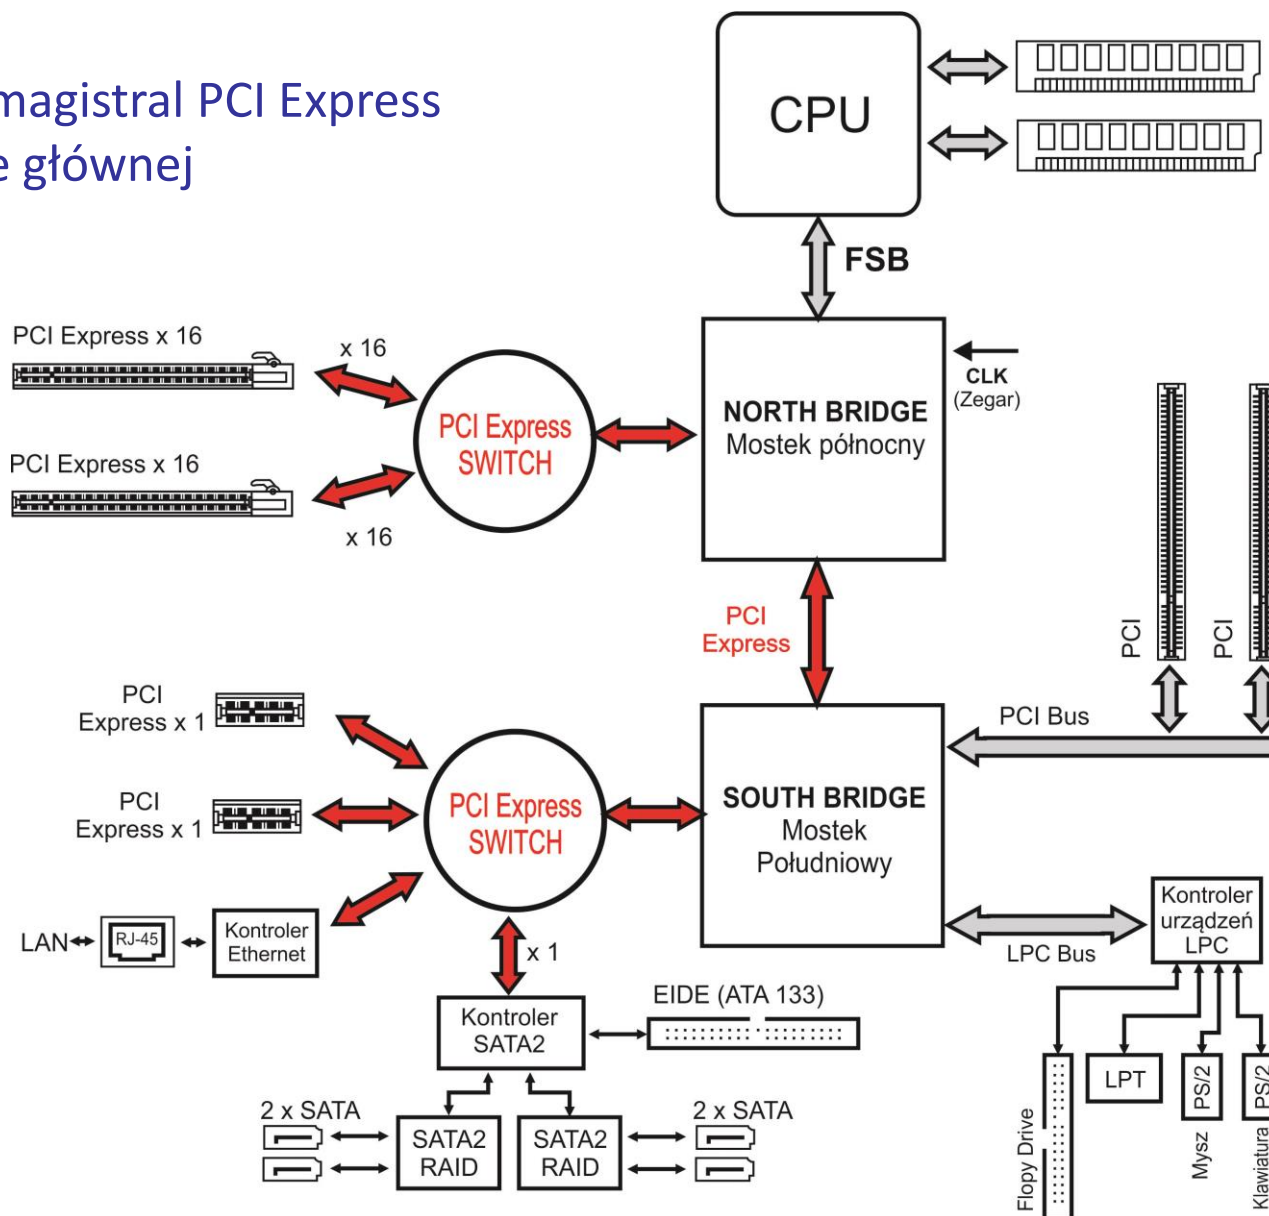 magistral PCI Express
e głównej
CPU
FSB
PCI Express x 16
x 16
PCI Express
SWITCH
NORTH BRIDGE
Mostek północny
CLK
(Zegar)
PCI Express x 16
x 16
PCI
Express
PCI
PCI
PCI
Express x 1
PCI Bus
PCI
Express x 1
PCI Express
SWITCH
SOUTH BRIDGE
Mostek
Południowy
Kontroler
urządzeń
LPC
LAN
RJ-45
Kontroler
Ethernet
x 1
LPC Bus
Kontroler
SATA2
EIDE (ATA 133)
LPT
PS/2
PS/2
Flopy Drive
Mysz
Klawiatura
2 x SATA
SATA2
RAID
SATA2
RAID
2 x SATA